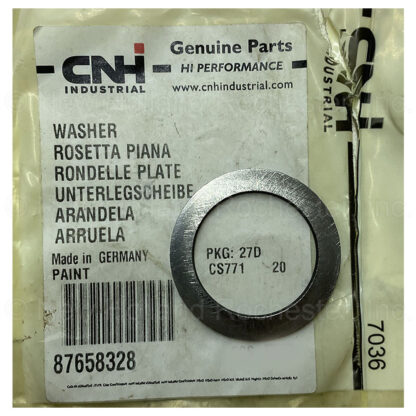 CNH
INDUSTRIAL
Genuine Parts
HI PERFORMANCE
www.cnhindustrial.com
WASHER
ROSETTA PIANA
RONDELLE PLATE
UNTERLEGSCHEIBE
ARANDELA
ARRUELA
Made in GERMANY
PAINT
PKG: 27D
CS771 20
87658328
7036
CNH